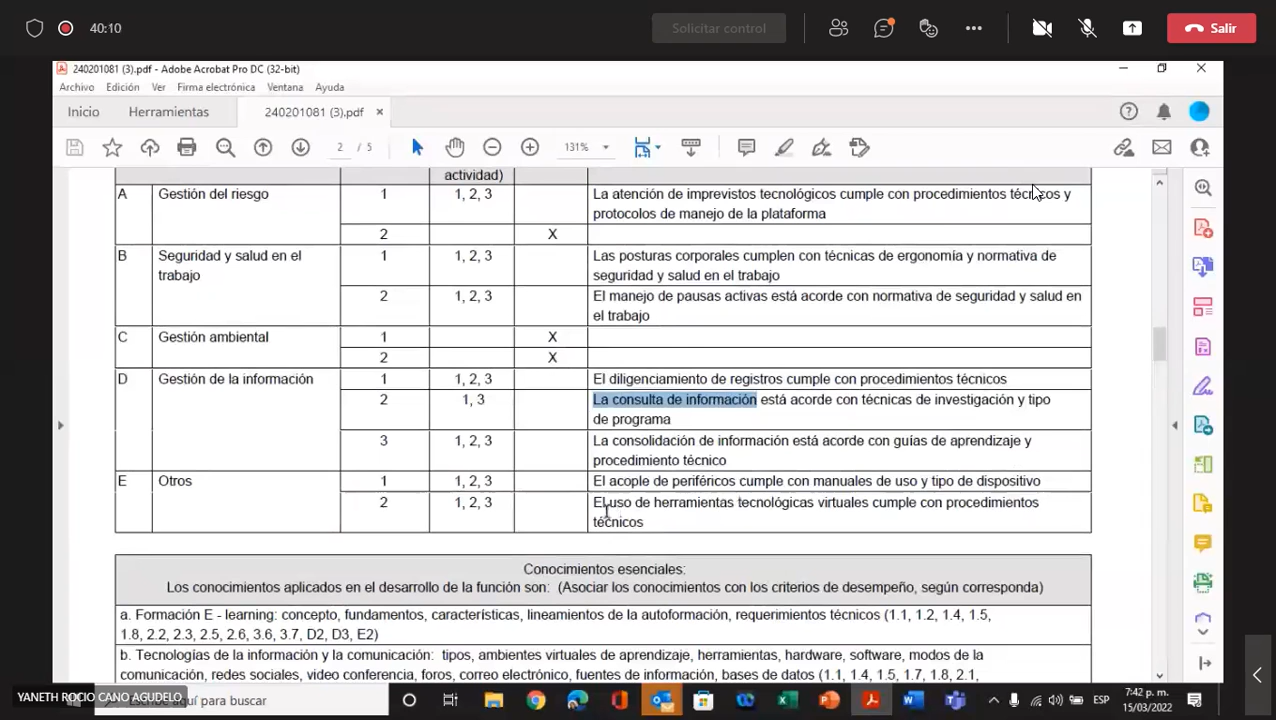 40:10
Solicitar control
Salir
240201081 (3).pdf - Adobe Acrobat Pro DC (32-bit)
Archivo Edición Ver Firma electrónica Ventana Ayuda
Inicio Herramientas 240201081 (3).pdf ×
2 / 5 131%
actividad)
A Gestión del riesgo 1 1, 2, 3 La atención de imprevistos tecnológicos cumple con procedimientos técnicos y
protocolos de manejo de la plataforma
2 X
B Seguridad y salud en el 1 1, 2, 3 Las posturas corporales cumplen con técnicas de ergonomía y normativa de
trabajo seguridad y salud en el trabajo
2 1, 2, 3 El manejo de pausas activas está acorde con normativa de seguridad y salud en
el trabajo
C Gestión ambiental 1 X
2 X
D Gestión de la información 1 1, 2, 3 El diligenciamiento de registros cumple con procedimientos técnicos
2 1, 3 La consulta de información está acorde con técnicas de investigación y tipo
de programa
3 1, 2, 3 La consolidación de información está acorde con guías de aprendizaje y
procedimiento técnico
E Otros 1 1, 2, 3 El acople de periféricos cumple con manuales de uso y tipo de dispositivo
2 1, 2, 3 El uso de herramientas tecnológicas virtuales cumple con procedimientos
técnicos
Conocimientos esenciales:
Los conocimientos aplicados en el desarrollo de la función son: (Asociar los conocimientos con los criterios de desempeño, según corresponda)
a. Formación E - learning: concepto, fundamentos, características, lineamientos de la autoformación, requerimientos técnicos (1.1, 1.2, 1.4, 1.5,
1.8, 2.2, 2.3, 2.5, 2.6, 3.6, 3.7, D2, D3, E2)
b. Tecnologías de la información y la comunicación: tipos, ambientes virtuales de aprendizaje, herramientas, hardware, software, modos de la
comunicación, redes sociales, video conferencia, foros, correo electrónico, fuentes de información, bases de datos (1.1, 1.4, 1.5, 1.7, 1.8, 2.1,
YANETH ROCIO CANO AGUDELO
Escribe aquí para buscar
ESP
7:42 p. m.
15/03/2022